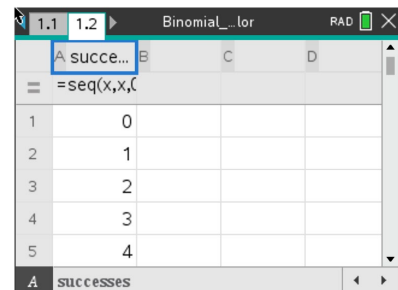 1.1 1.2 Binomial_...lor RAD
A succe... B C D
= =seq(x,x,0
1 0
2 1
3 2
4 3
5 4
A successes